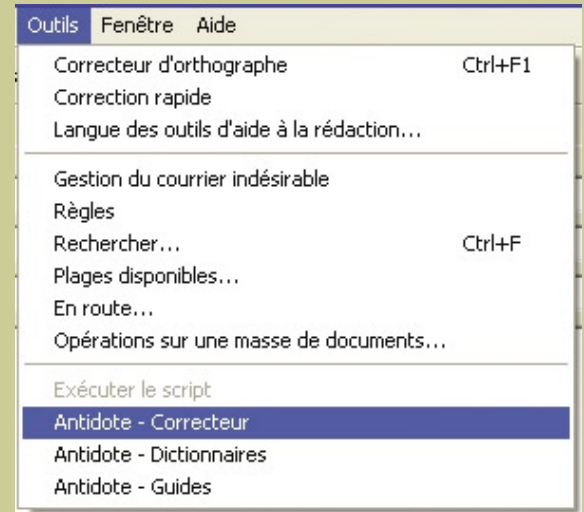 Outils Fenêtre Aide
Correcteur d'orthographe Ctrl+F1
Correction rapide
Langue des outils d'aide à la rédaction...
Gestion du courrier indésirable
Règles
Rechercher... Ctrl+F
Plages disponibles...
En route...
Opérations sur une masse de documents...
Exécuter le script
Antidote - Correcteur
Antidote - Dictionnaires
Antidote - Guides